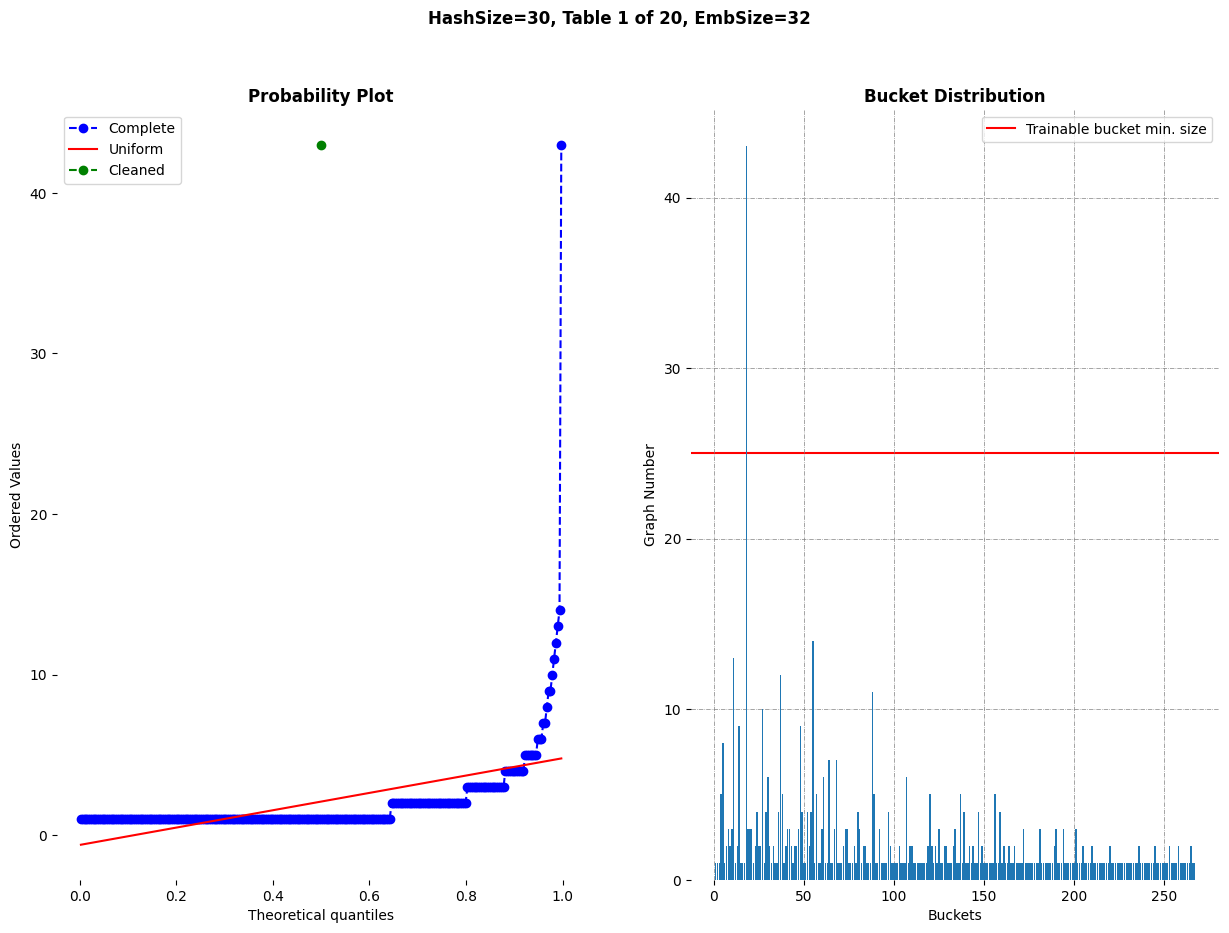 HashSize=30, Table 1 of 20, EmbSize=32
Probability Plot
Complete
Uniform
Cleaned
40
30
20
10
0
Ordered Values
0.0 0.2 0.4 0.6 0.8 1.0
Theoretical quantiles
Bucket Distribution
Trainable bucket min. size
40
30
20
10
0
Graph Number
0 50 100 150 200 250
Buckets